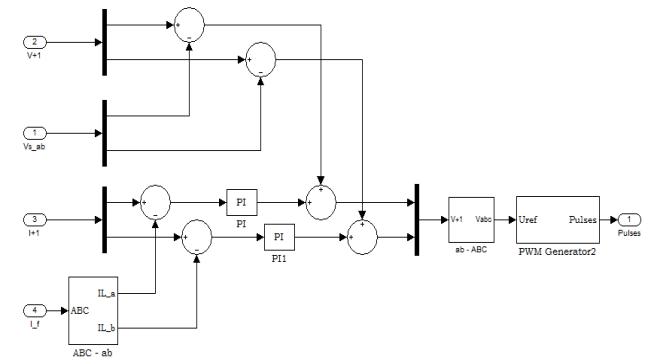 2
V+1
1
Vs_ab
3
I+1
PI
PI
PI
PI1
V+1 Vabc
ab - ABC
Uref Pulses
PWM Generator2
1
Pulses
4
I_f
ABC
IL_a
IL_b
ABC - ab